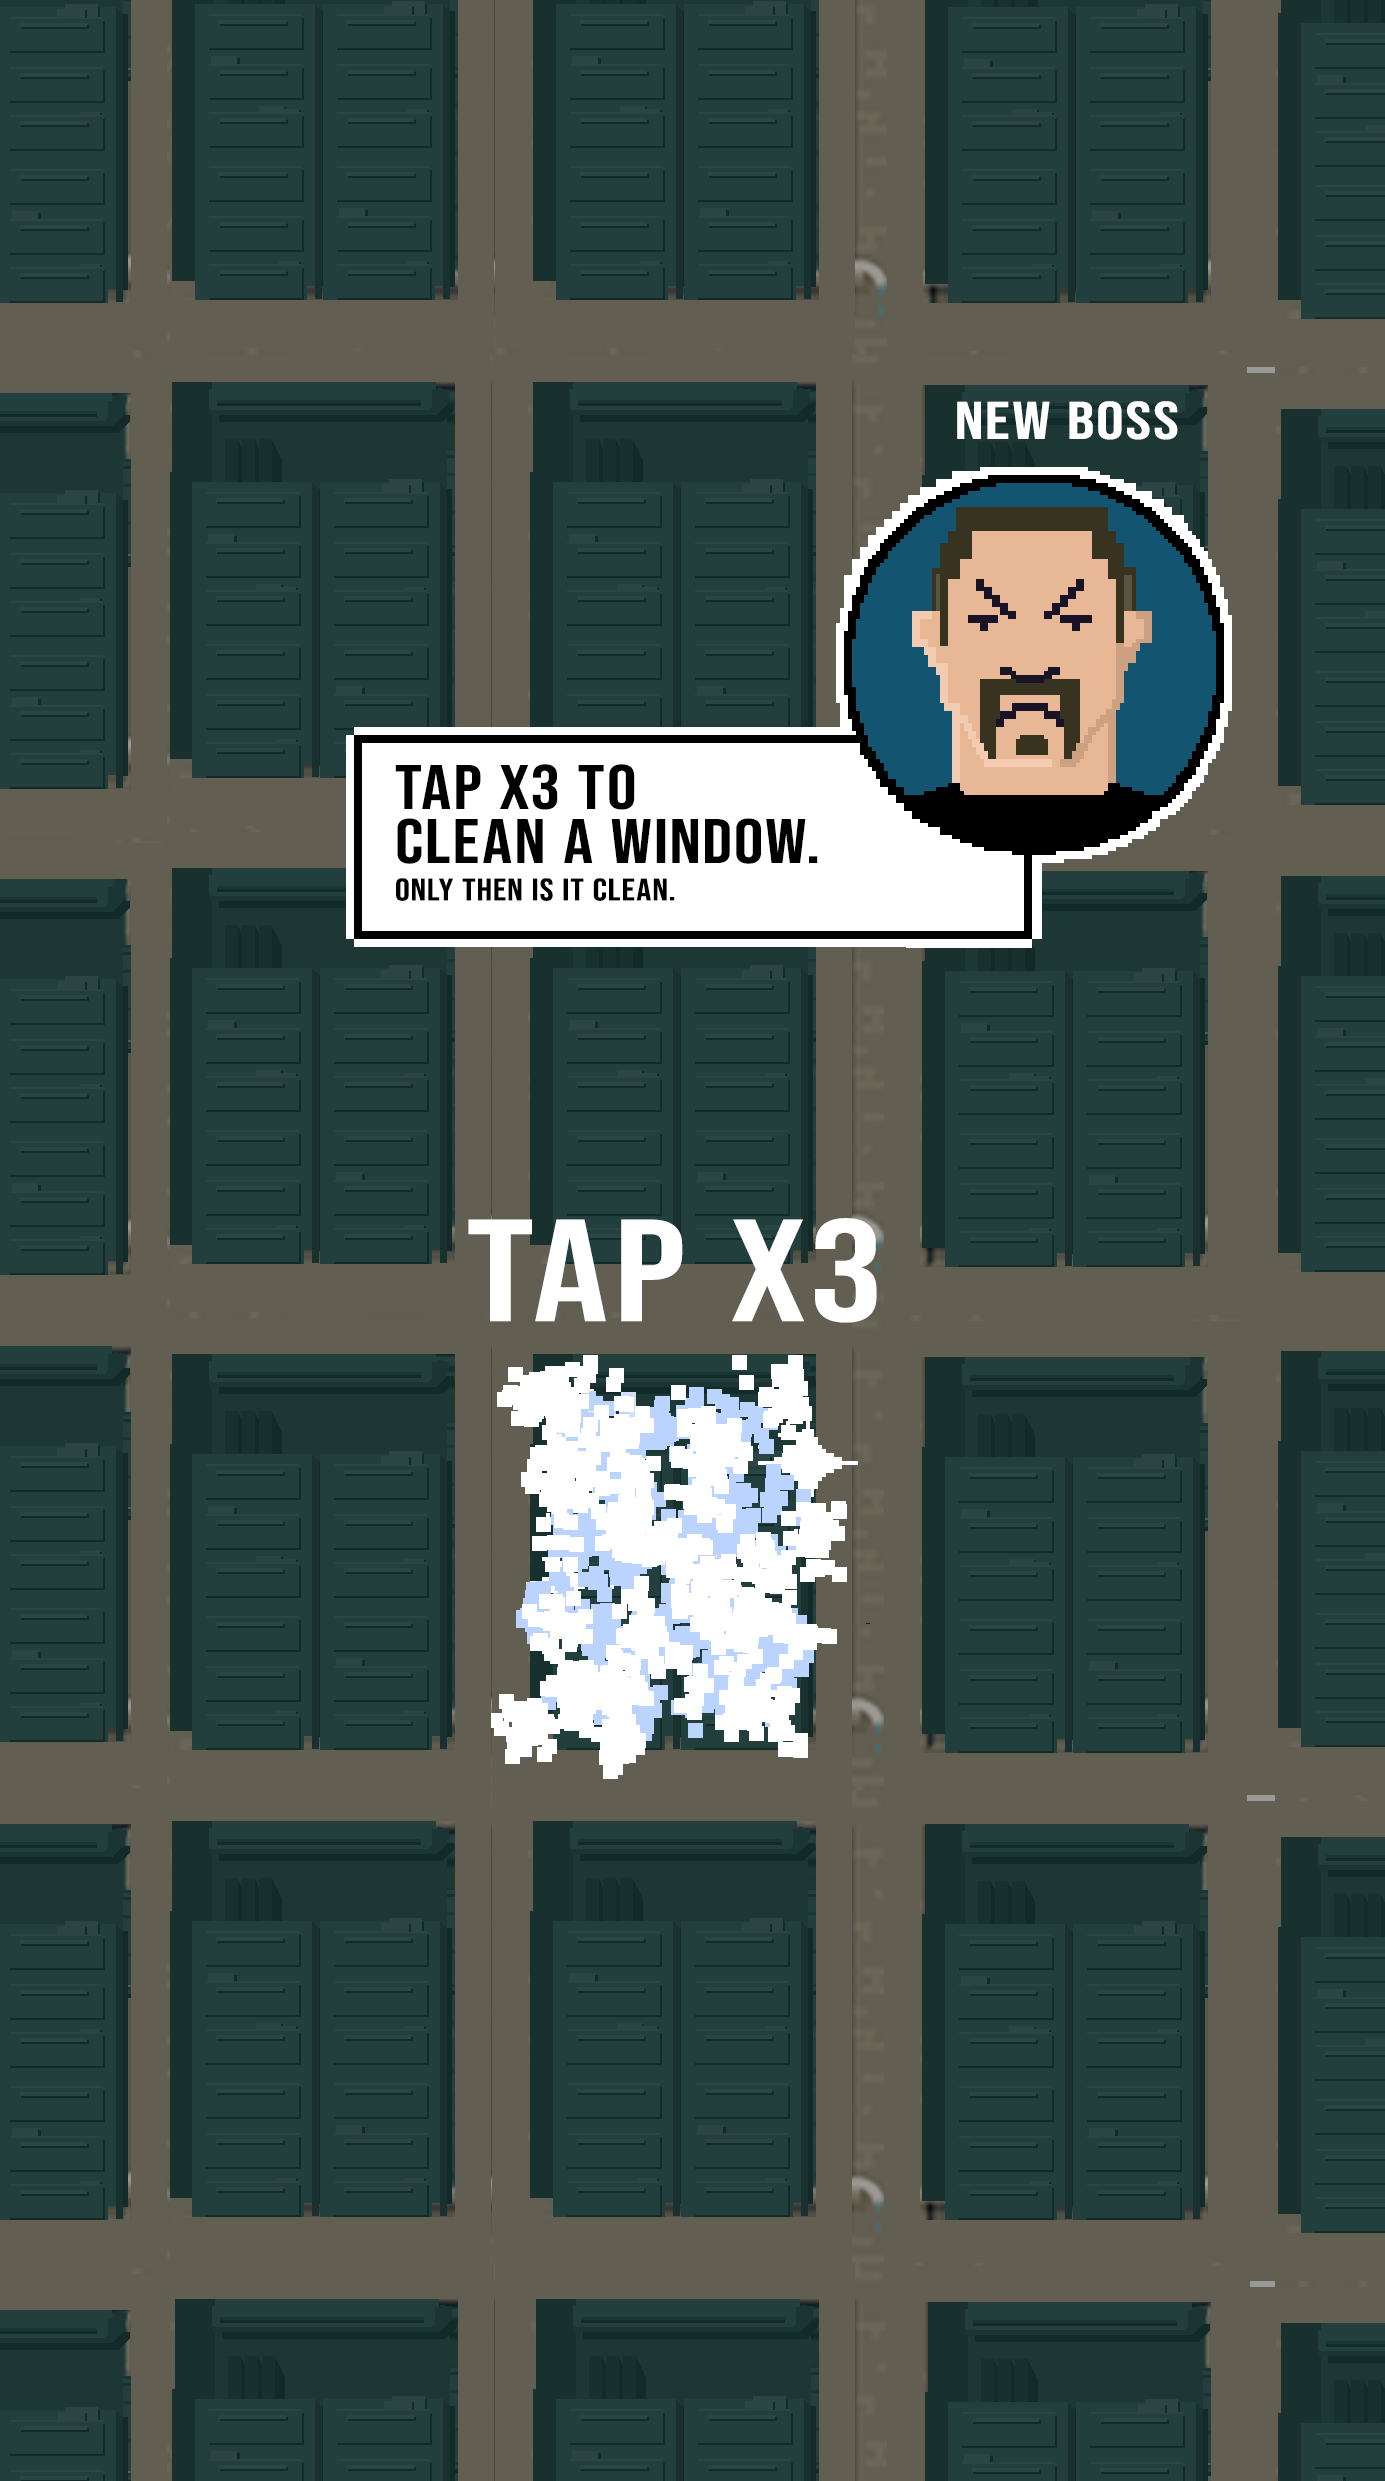 NEW BOSS
TAP X3 TO
CLEAN A WINDOW.
ONLY THEN IS IT CLEAN.
TAP X3